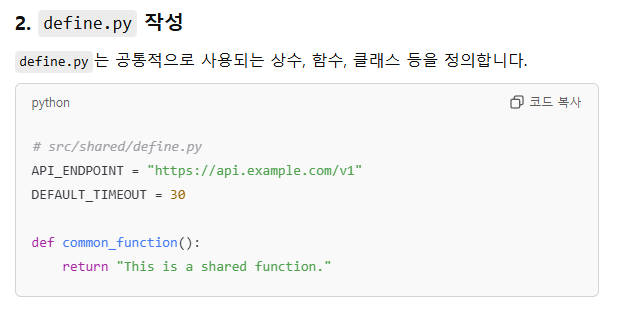 2. define.py 작성
define.py는 공통적으로 사용되는 상수, 함수, 클래스 등을 정의합니다.
python
코드 복사
# src/shared/define.py
API_ENDPOINT = "https://api.example.com/v1"
DEFAULT_TIMEOUT = 30
def common_function():
    return "This is a shared function."